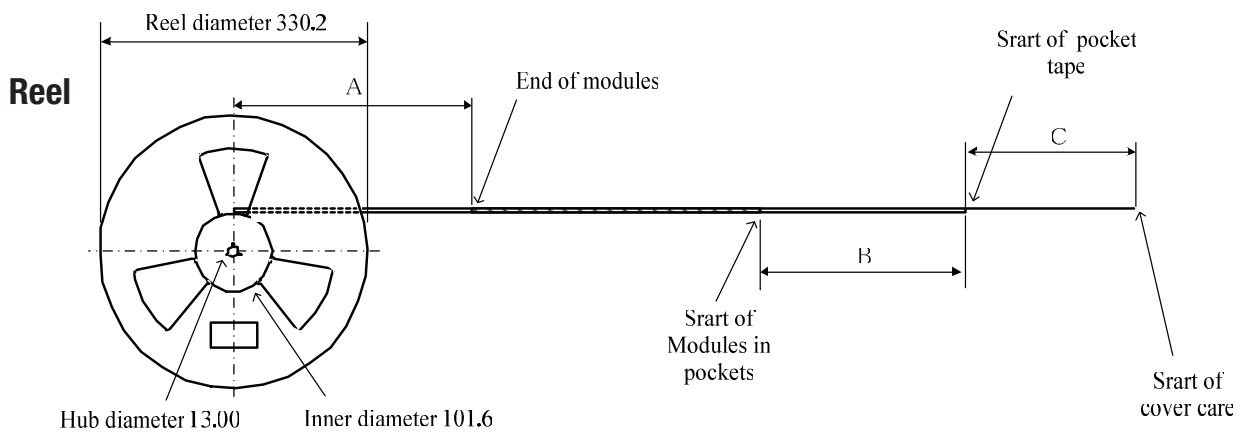 Reel diameter 330.2
Reel
A
End of modules
Srart of pocket
tape
C
B
Srart of
Modules in
pockets
Srart of
cover care
Hub diameter 13.00
Inner diameter 101.6